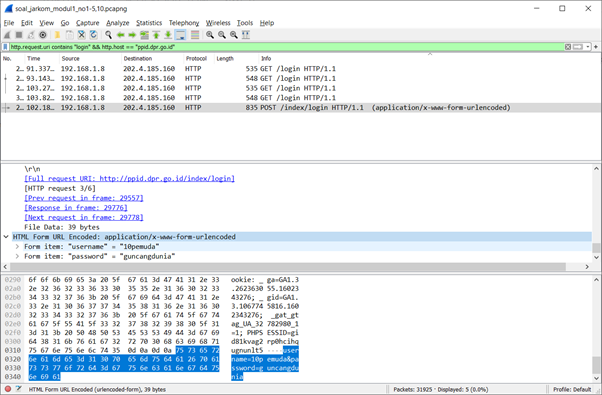 soal_jarkom_modul1_no1-5,10.pcapng
File Edit View Go Capture Analyze Statistics Telephony Wireless Tools Help
http.request.uri contains "login" && http.host == "ppid.dpr.go.id"
No. Time Source Destination Protocol Length Info
2... 91.337... 192.168.1.8 202.4.185.160 HTTP 535 GET /login HTTP/1.1
2... 93.143... 192.168.1.8 202.4.185.160 HTTP 548 GET /login HTTP/1.1
2... 103.27... 192.168.1.8 202.4.185.160 HTTP 535 GET /login HTTP/1.1
3... 103.82... 192.168.1.8 202.4.185.160 HTTP 548 GET /login HTTP/1.1
2... 102.18... 192.168.1.8 202.4.185.160 HTTP 835 POST /index/login HTTP/1.1 (application/x-www-form-urlencoded)
\r\n
[Full request URI: http://ppid.dpr.go.id/index/login]
[HTTP request 3/6]
[Prev request in frame: 29557]
[Response in frame: 29776]
[Next request in frame: 29778]
File Data: 39 bytes
HTML Form URL Encoded: application/x-www-form-urlencoded
Form item: "username" = "10pemuda"
Form item: "password" = "guncangdunia"
0290 6f 6f 6b 69 65 3a 20 5f 67 61 3d 47 41 31 2e 33 ookie: _ ga=GA1.3
02a0 2e 32 36 32 33 36 33 30 35 35 2e 31 36 30 32 33 .2623630 55.16023
02b0 34 33 32 37 36 3b 20 5f 67 69 64 3d 47 41 31 2e 43276; _ gid=GA1.
02c0 33 2e 31 30 36 37 37 34 35 38 31 36 2e 31 36 30 3.106774 5816.160
02d0 32 33 34 33 32 37 36 3b 20 5f 67 61 74 5f 67 74 2343276; _gat_gt
02e0 61 67 5f 55 41 5f 33 32 37 38 32 39 38 30 5f 31 ag_UA_32 782980_1
02f0 3d 31 3b 20 50 48 50 53 45 53 53 49 44 3d 67 69 =1; PHPS ESSID=gi
0300 64 38 31 6b 76 61 67 32 72 70 30 68 63 69 68 71 d81kvag2 rp0hcihq
0310 75 67 6e 75 6e 6c 74 35 0d 0a 0d 0a 75 73 65 72 ugnunlt5 ····user
0320 6e 61 6d 65 3d 31 30 70 65 6d 75 64 61 26 70 61 name=10p emuda&pa
0330 73 73 77 6f 72 64 3d 67 75 6e 63 61 6e 67 64 75 ssword=g uncangdu
0340 6e 69 61 nia
HTML Form URL Encoded (urlencoded-form), 39 bytes Packets: 31925 · Displayed: 5 (0.0%) Profile: Default